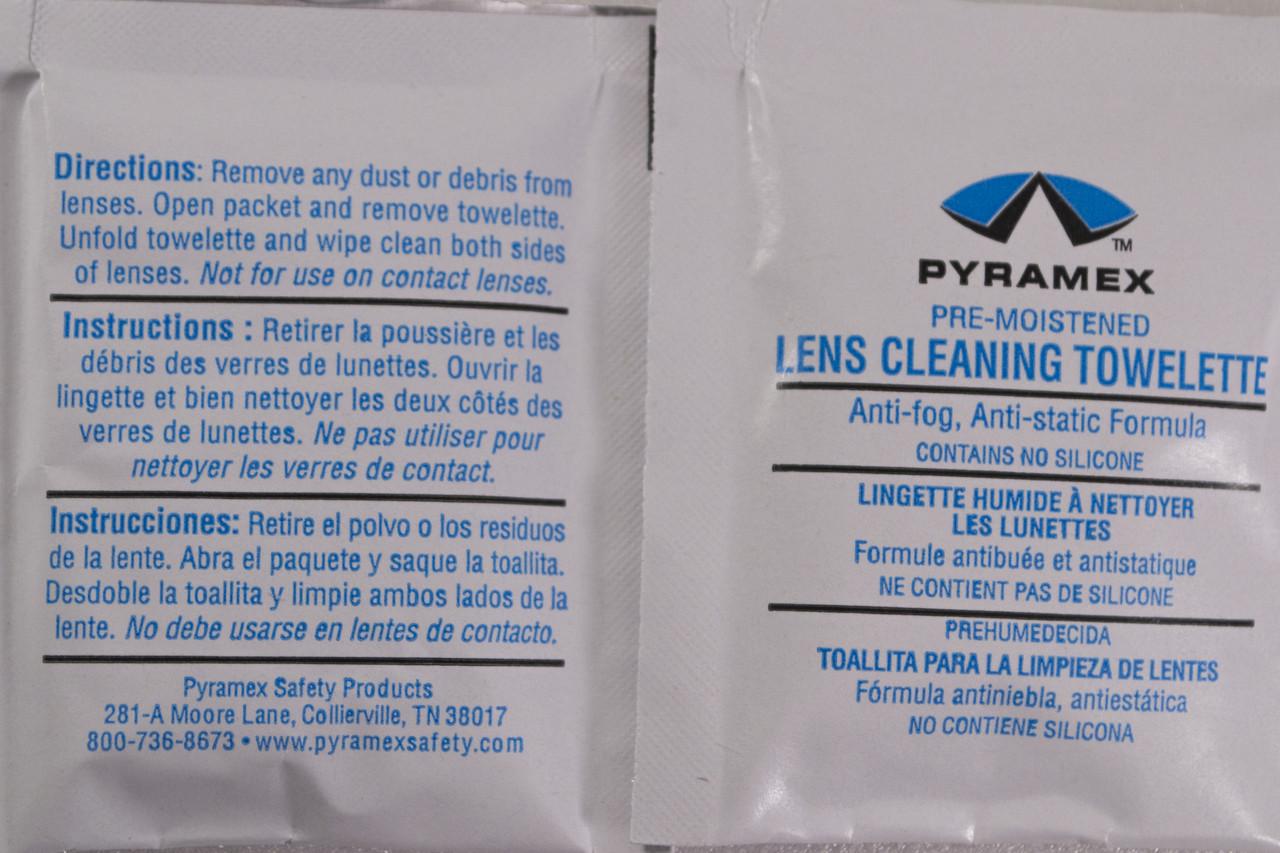 Directions: Remove any dust or debris from
lenses. Open packet and remove towelette.
Unfold towelette and wipe clean both sides
of lenses. Not for use on contact lenses.
Instructions : Retirer la poussière et les
débris des verres de lunettes. Ouvrir la
lingette et bien nettoyer les deux côtés des
verres de lunettes. Ne pas utiliser pour
nettoyer les verres de contact.
Instrucciones: Retire el polvo o los residuos
de la lente. Abra el paquete y saque la toallita.
Desdoble la toallita y limpie ambos lados de la
lente. No debe usarse en lentes de contacto.
Pyramex Safety Products
281-A Moore Lane, Collierville, TN 38017
800-736-8673 • www.pyramexsafety.com
TM
PYRAMEX
PRE-MOISTENED
LENS CLEANING TOWELETTE
Anti-fog, Anti-static Formula
CONTAINS NO SILICONE
LINGETTE HUMIDE À NETTOYER
LES LUNETTES
Formule antibuée et antistatique
NE CONTIENT PAS DE SILICONE
PREHUMEDECIDA
TOALLITA PARA LA LIMPIEZA DE LENTES
Fórmula antiniebla, antiestática
NO CONTIENE SILICONA